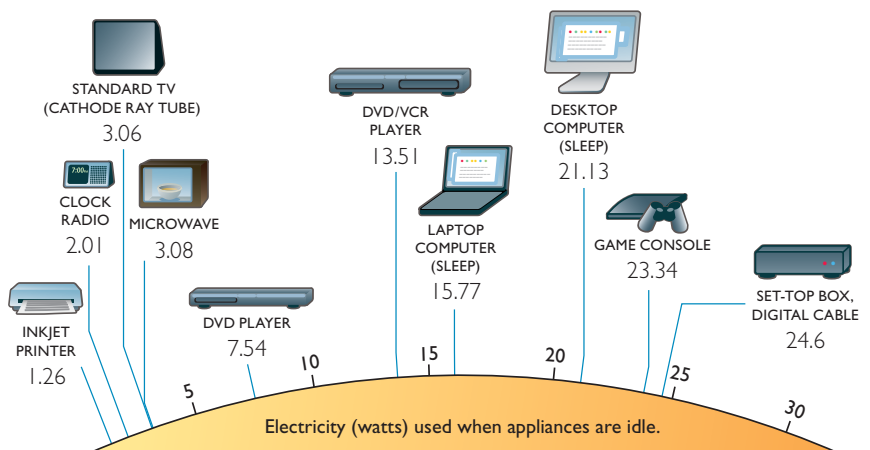 STANDARD TV
(CATHODE RAY TUBE)
3.06
7:00
CLOCK
RADIO
2.01
MICROWAVE
3.08
INKJET
PRINTER
1.26
DVD PLAYER
7.54
DVD/VCR
PLAYER
13.51
LAPTOP
COMPUTER
(SLEEP)
15.77
DESKTOP
COMPUTER
(SLEEP)
21.13
GAME CONSOLE
23.34
SET-TOP BOX,
DIGITAL CABLE
24.6
5
10
15
20
25
30
Electricity (watts) used when appliances are idle.